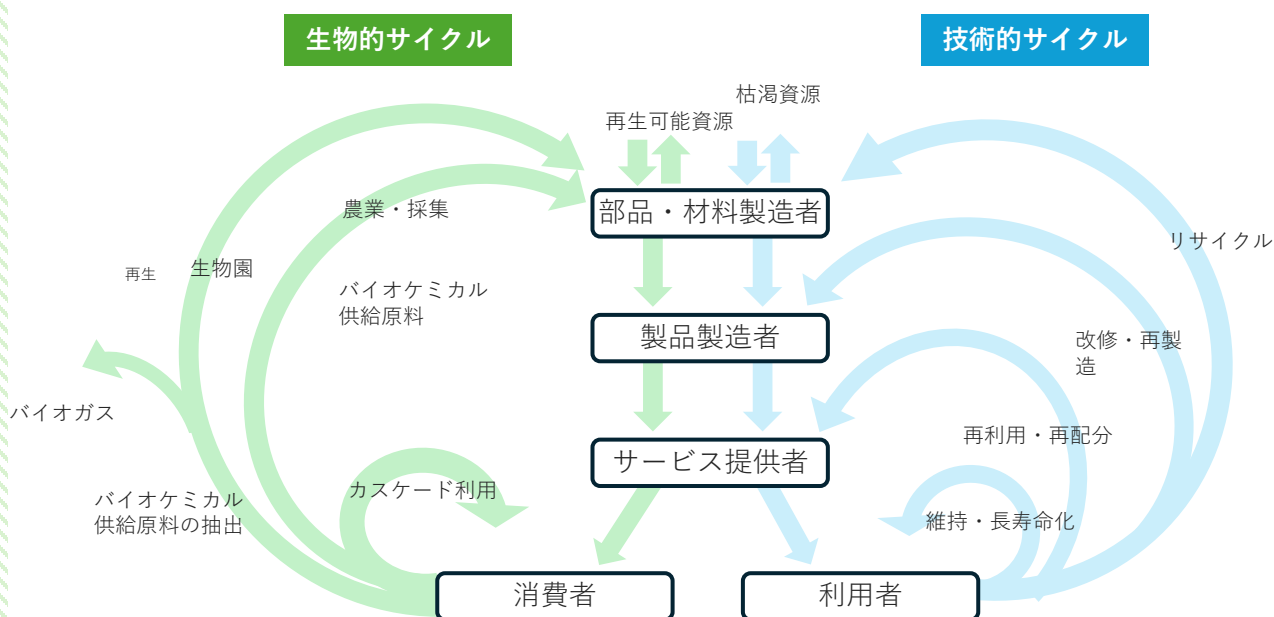 生物的サイクル
技術的サイクル
枯渇資源
再生可能資源
部品・材料製造者
農業・採集
リサイクル
再生
生物園
バイオケミカル
供給原料
製品製造者
改修・再製
造
バイオガス
再利用・再配分
サービス提供者
カスケード利用
バイオケミカル
供給原料の抽出
維持・長寿命化
消費者
利用者